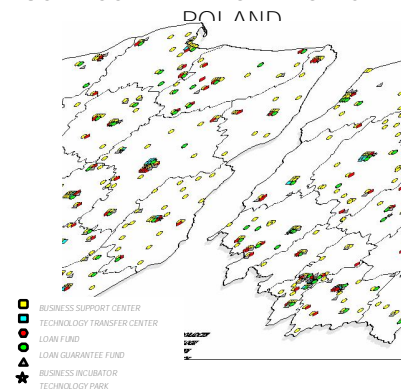 POLAND
BUSINESS SUPPORT CENTER
TECHNOLOGY TRANSFER CENTER
LOAN FUND
LOAN GUARANTEE FUND
BUSINESS INCUBATOR
TECHNOLOGY PARK